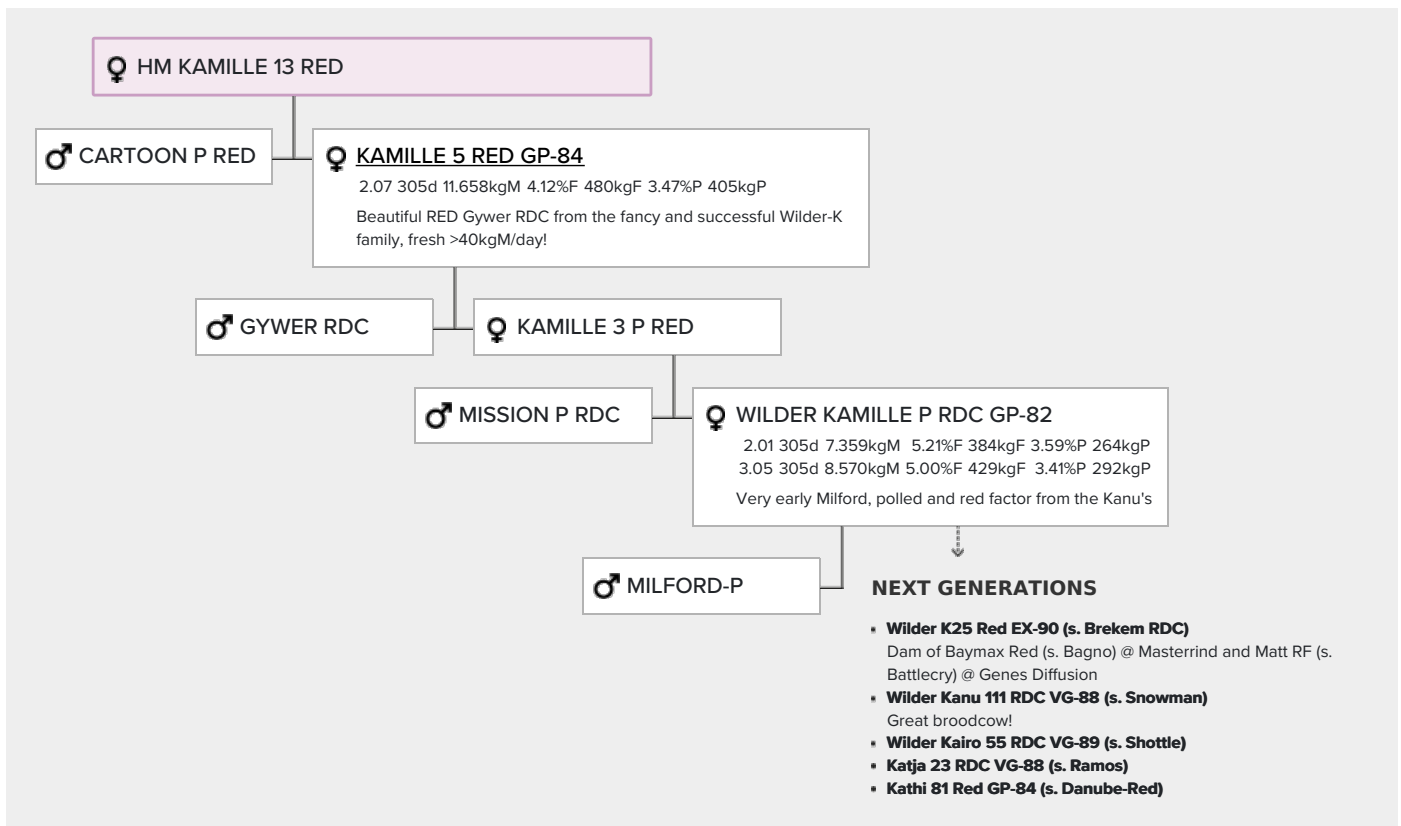 HM KAMILLE 13 RED
CARTOON P RED
KAMILLE 5 RED GP-84
2.07 305d 11.658kgM 4.12%F 480kgF 3.47%P 405kgP
Beautiful RED Gywer RDC from the fancy and successful Wilder-K
family, fresh >40kgM/day!
GYWER RDC
KAMILLE 3 P RED
MISSION P RDC
WILDER KAMILLE P RDC GP-82
2.01 305d 7.359kgM 5.21%F 384kgF 3.59%P 264kgP
3.05 305d 8.570kgM 5.00%F 429kgF 3.41%P 292kgP
Very early Milford, polled and red factor from the Kanu's
MILFORD-P
NEXT GENERATIONS
Wilder K25 Red EX-90 (s. Brekem RDC)
Dam of Baymax Red (s. Bagno) @ Masterrind and Matt RF (s.
Battlecry) @ Genes Diffusion
Wilder Kanu 111 RDC VG-88 (s. Snowman)
Great broodcow!
Wilder Kairo 55 RDC VG-89 (s. Shottle)
Katja 23 RDC VG-88 (s. Ramos)
Kathi 81 Red GP-84 (s. Danube-Red)